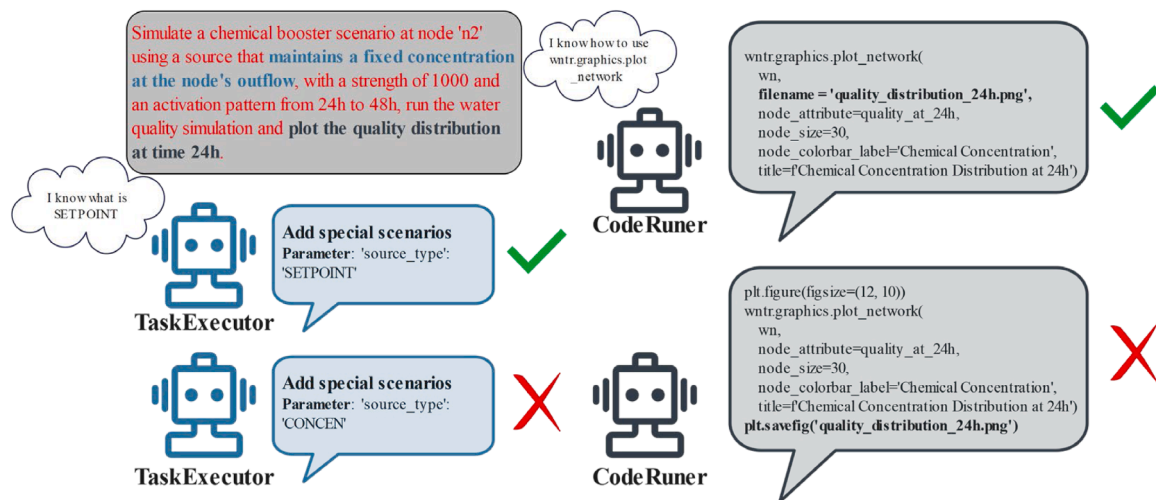 Simulate a chemical booster scenario at node 'n2'
using a source that maintains a fixed concentration
at the node's outflow, with a strength of 1000 and
an activation pattern from 24h to 48h, run the water
quality simulation and plot the quality distribution
at time 24h.
I know what is
SETPOINT
Add special scenarios
Parameter: 'source_type':
'SETPOINT'
TaskExecutor
Add special scenarios
Parameter: 'source_type':
'CONCEN'
TaskExecutor
I know how to use
wntr.graphics.plot
_network
CodeRuner
wntr.graphics.plot_network(
wn,
filename = 'quality_distribution_24h.png',
node_attribute=quality_at_24h,
node_size=30,
node_colorbar_label='Chemical Concentration',
title=f'Chemical Concentration Distribution at 24h')
plt.figure(figsize=(12, 10))
wntr.graphics.plot_network(
wn,
node_attribute=quality_at_24h,
node_size=30,
node_colorbar_label='Chemical Concentration',
title=f'Chemical Concentration Distribution at 24h')
plt.savefig('quality_distribution_24h.png')
CodeRuner